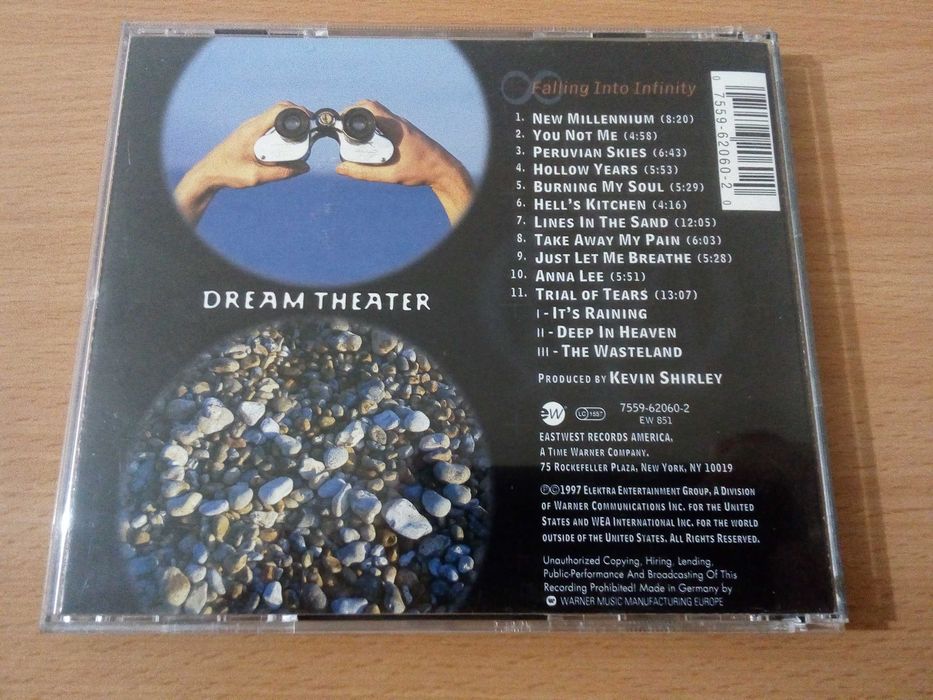 Falling Into Infinity
1. NEW MILLENNIUM (8:20)
2. YOU NOT ME (4:58)
3. PERUVIAN SKIES (6:43)
4. HOLLOW YEARS (5:53)
5. BURNING MY SOUL (5:29)
6. HELL'S KITCHEN (4:16)
7. LINES IN THE SAND (12:05)
8. TAKE AWAY MY PAIN (6:03)
9. JUST LET ME BREATHE (5:28)
10. ANNA LEE (5:51)
11. TRIAL OF TEARS (13:07)
I - IT'S RAINING
II - DEEP IN HEAVEN
III - THE WASTELAND
PRODUCED BY KEVIN SHIRLEY
0 7559-62060-2 0
DREAM THEATER
ew LC 1557 7559-62060-2
EW 851
EASTWEST RECORDS AMERICA,
A TIME WARNER COMPANY.
75 ROCKEFELLER PLAZA, NEW YORK, NY 10019
℗©1997 ELEKTRA ENTERTAINMENT GROUP, A DIVISION
OF WARNER COMMUNICATIONS INC. FOR THE UNITED
STATES AND WEA INTERNATIONAL INC. FOR THE WORLD
OUTSIDE OF THE UNITED STATES. ALL RIGHTS RESERVED.
Unauthorized Copying, Hiring, Lending,
Public-Performance And Broadcasting Of This
Recording Prohibited! Made in Germany by
WARNER MUSIC MANUFACTURING EUROPE